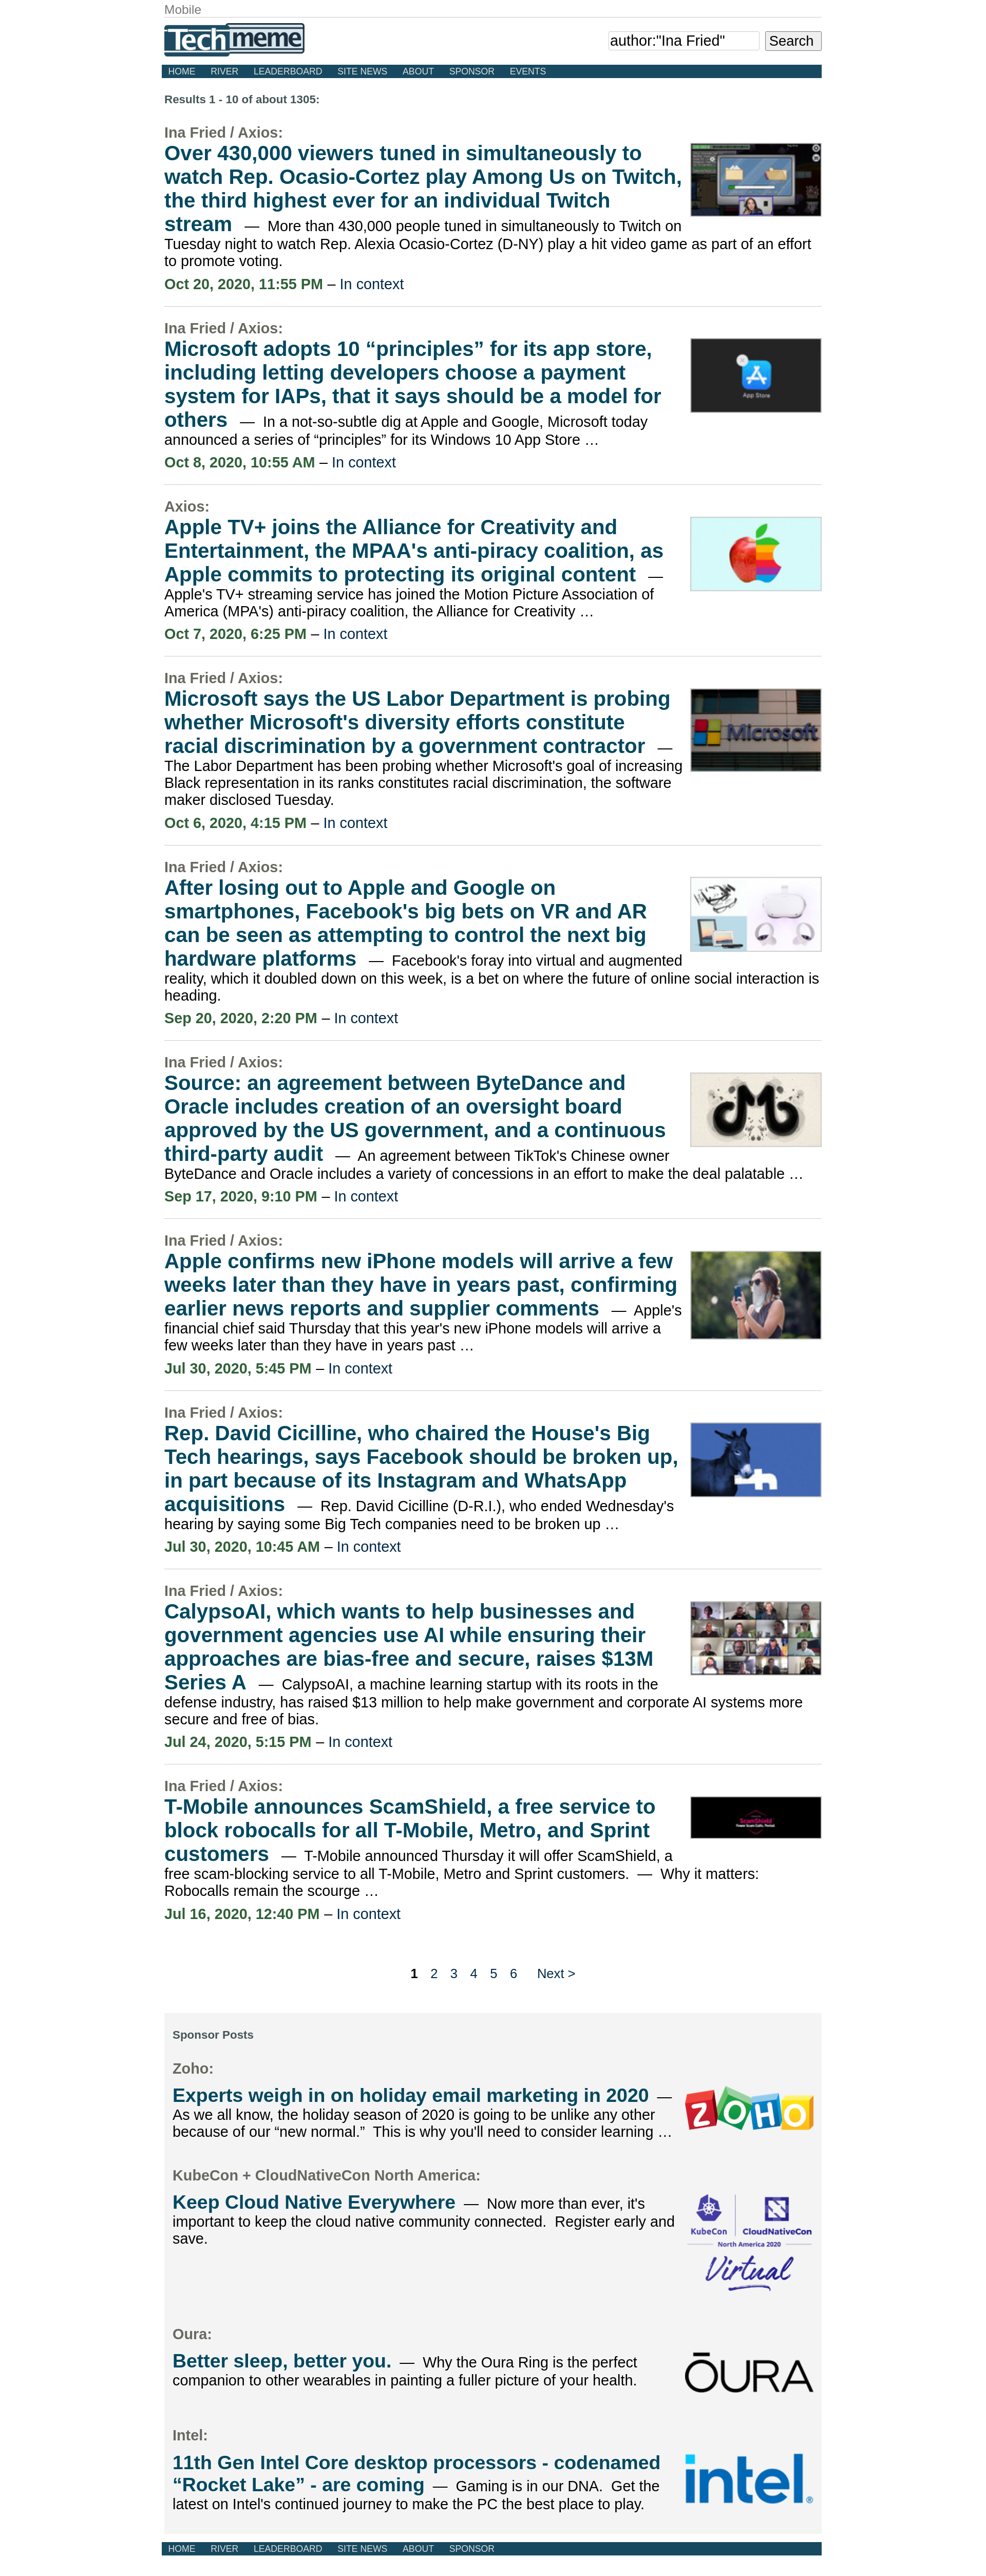 Mobile
Techmeme
author:"Ina Fried"
Search
HOME RIVER LEADERBOARD SITE NEWS ABOUT SPONSOR EVENTS
Results 1 - 10 of about 1305:
Ina Fried / Axios:
Over 430,000 viewers tuned in simultaneously to
watch Rep. Ocasio-Cortez play Among Us on Twitch,
the third highest ever for an individual Twitch
stream — More than 430,000 people tuned in simultaneously to Twitch on
Tuesday night to watch Rep. Alexia Ocasio-Cortez (D-NY) play a hit video game as part of an effort
to promote voting.
Oct 20, 2020, 11:55 PM – In context
Ina Fried / Axios:
Microsoft adopts 10 “principles” for its app store,
including letting developers choose a payment
system for IAPs, that it says should be a model for
others — In a not-so-subtle dig at Apple and Google, Microsoft today
announced a series of “principles” for its Windows 10 App Store …
App Store
Oct 8, 2020, 10:55 AM – In context
Axios:
Apple TV+ joins the Alliance for Creativity and
Entertainment, the MPAA's anti-piracy coalition, as
Apple commits to protecting its original content —
Apple's TV+ streaming service has joined the Motion Picture Association of
America (MPA's) anti-piracy coalition, the Alliance for Creativity …
Oct 7, 2020, 6:25 PM – In context
Ina Fried / Axios:
Microsoft says the US Labor Department is probing
whether Microsoft's diversity efforts constitute
racial discrimination by a government contractor —
The Labor Department has been probing whether Microsoft's goal of increasing
Black representation in its ranks constitutes racial discrimination, the software
maker disclosed Tuesday.
Microsoft
Oct 6, 2020, 4:15 PM – In context
Ina Fried / Axios:
After losing out to Apple and Google on
smartphones, Facebook's big bets on VR and AR
can be seen as attempting to control the next big
hardware platforms — Facebook's foray into virtual and augmented
reality, which it doubled down on this week, is a bet on where the future of online social interaction is
heading.
Sep 20, 2020, 2:20 PM – In context
Ina Fried / Axios:
Source: an agreement between ByteDance and
Oracle includes creation of an oversight board
approved by the US government, and a continuous
third-party audit — An agreement between TikTok's Chinese owner
ByteDance and Oracle includes a variety of concessions in an effort to make the deal palatable …
Sep 17, 2020, 9:10 PM – In context
Ina Fried / Axios:
Apple confirms new iPhone models will arrive a few
weeks later than they have in years past, confirming
earlier news reports and supplier comments — Apple's
financial chief said Thursday that this year's new iPhone models will arrive a
few weeks later than they have in years past …
Jul 30, 2020, 5:45 PM – In context
Ina Fried / Axios:
Rep. David Cicilline, who chaired the House's Big
Tech hearings, says Facebook should be broken up,
in part because of its Instagram and WhatsApp
acquisitions — Rep. David Cicilline (D-R.I.), who ended Wednesday's
hearing by saying some Big Tech companies need to be broken up …
Jul 30, 2020, 10:45 AM – In context
Ina Fried / Axios:
CalypsoAI, which wants to help businesses and
government agencies use AI while ensuring their
approaches are bias-free and secure, raises $13M
Series A — CalypsoAI, a machine learning startup with its roots in the
defense industry, has raised $13 million to help make government and corporate AI systems more
secure and free of bias.
Jul 24, 2020, 5:15 PM – In context
Ina Fried / Axios:
T-Mobile announces ScamShield, a free service to
block robocalls for all T-Mobile, Metro, and Sprint
customers — T-Mobile announced Thursday it will offer ScamShield, a
free scam-blocking service to all T-Mobile, Metro and Sprint customers. — Why it matters:
Robocalls remain the scourge …
ScamShield
Jul 16, 2020, 12:40 PM – In context
1 2 3 4 5 6 Next >
Sponsor Posts
Zoho:
Experts weigh in on holiday email marketing in 2020 —
As we all know, the holiday season of 2020 is going to be unlike any other
because of our “new normal.” This is why you'll need to consider learning …
ZOHO
KubeCon + CloudNativeCon North America:
Keep Cloud Native Everywhere — Now more than ever, it's
important to keep the cloud native community connected. Register early and
save.
KubeCon CloudNativeCon
North America 2020
Virtual
Oura:
Better sleep, better you. — Why the Oura Ring is the perfect
companion to other wearables in painting a fuller picture of your health.
ŌURA
Intel:
11th Gen Intel Core desktop processors - codenamed
“Rocket Lake” - are coming — Gaming is in our DNA. Get the
latest on Intel's continued journey to make the PC the best place to play.
intel®
HOME RIVER LEADERBOARD SITE NEWS ABOUT SPONSOR